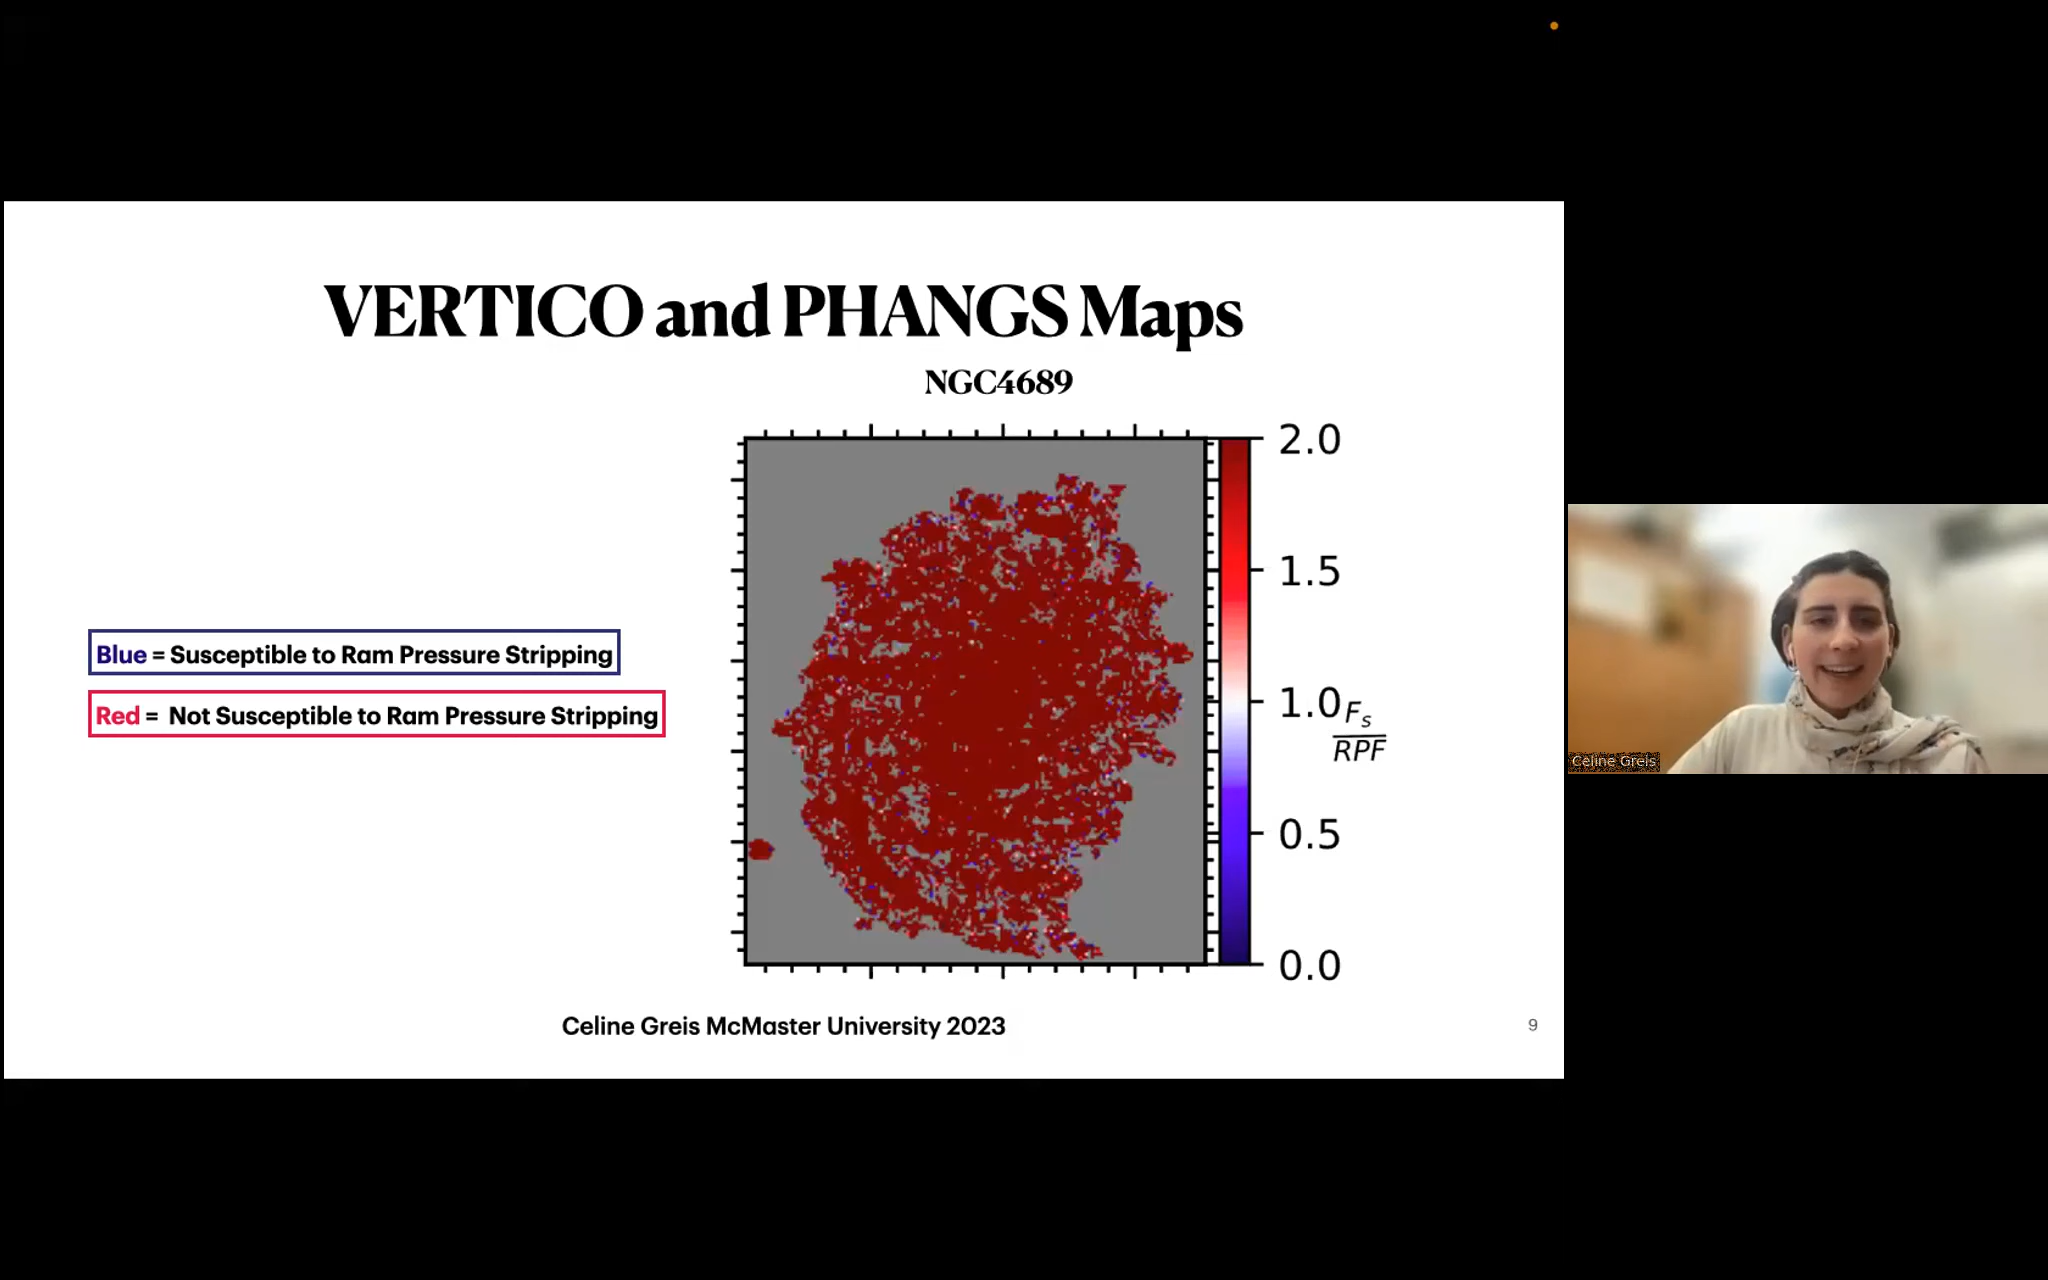 VERTICO and PHANGS Maps
NGC4689
Blue = Susceptible to Ram Pressure Stripping
Red = Not Susceptible to Ram Pressure Stripping
2.0
1.5
1.0
0.5
0.0
F_s
RPF
Celine Greis McMaster University 2023
9
Celine Greis